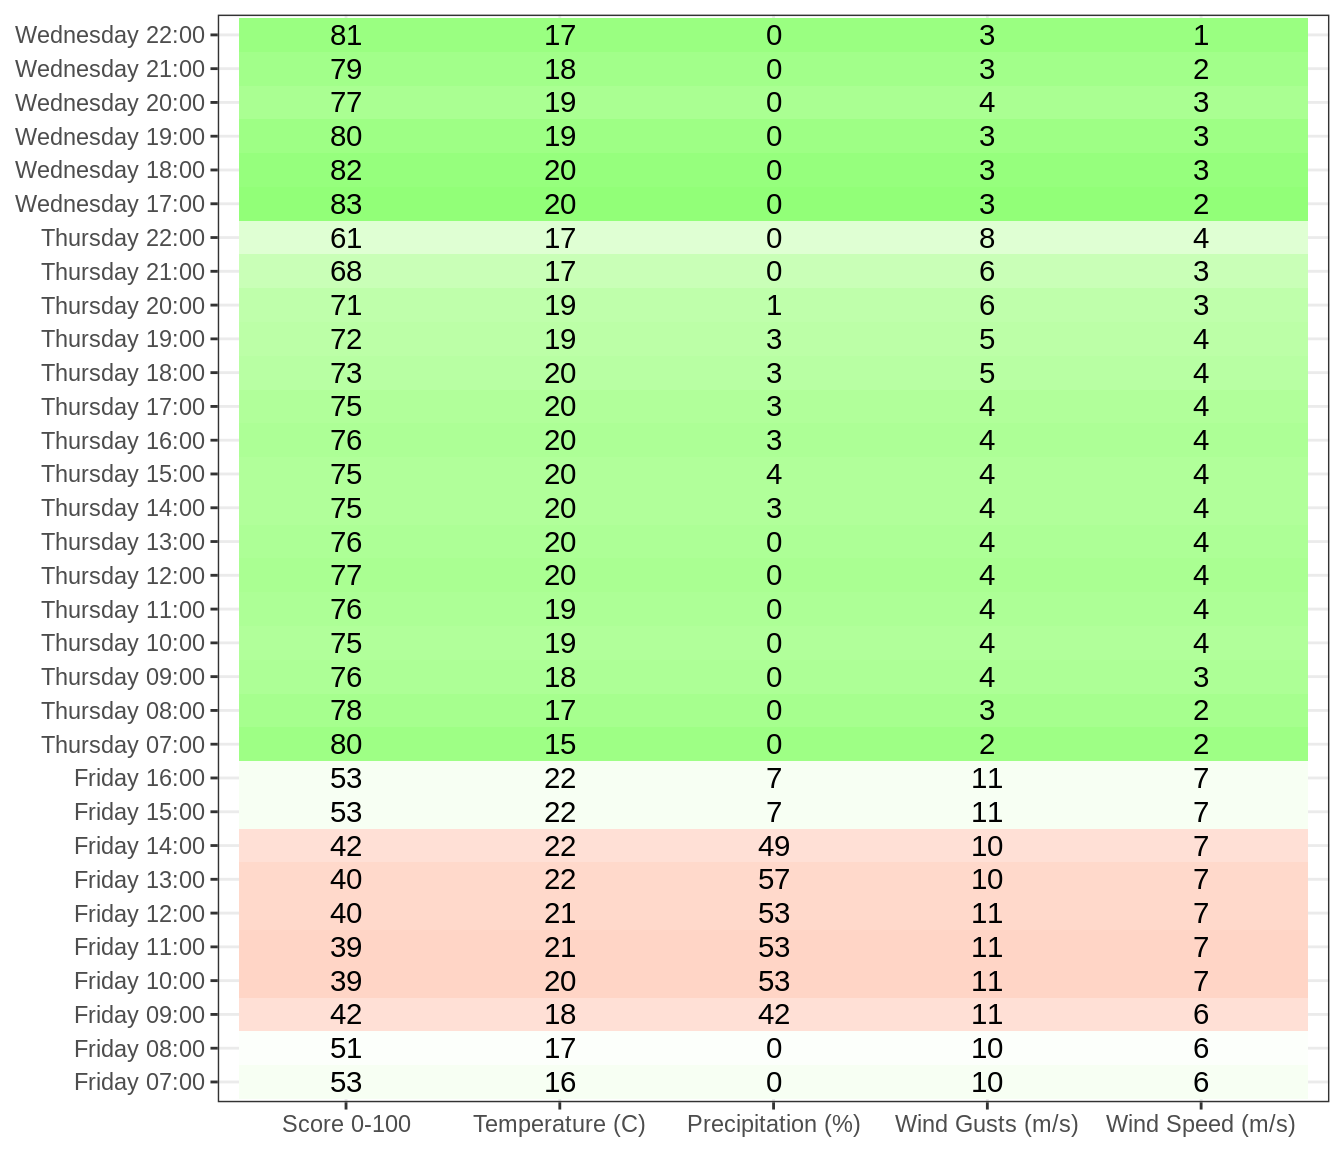 Wednesday 22:00 81 17 0 3 1
Wednesday 21:00 79 18 0 3 2
Wednesday 20:00 77 19 0 4 3
Wednesday 19:00 80 19 0 3 3
Wednesday 18:00 82 20 0 3 3
Wednesday 17:00 83 20 0 3 2
Thursday 22:00 61 17 0 8 4
Thursday 21:00 68 17 0 6 3
Thursday 20:00 71 19 1 6 3
Thursday 19:00 72 19 3 5 4
Thursday 18:00 73 20 3 5 4
Thursday 17:00 75 20 3 4 4
Thursday 16:00 76 20 3 4 4
Thursday 15:00 75 20 4 4 4
Thursday 14:00 75 20 3 4 4
Thursday 13:00 76 20 0 4 4
Thursday 12:00 77 20 0 4 4
Thursday 11:00 76 19 0 4 4
Thursday 10:00 75 19 0 4 4
Thursday 09:00 76 18 0 4 3
Thursday 08:00 78 17 0 3 2
Thursday 07:00 80 15 0 2 2
Friday 16:00 53 22 7 11 7
Friday 15:00 53 22 7 11 7
Friday 14:00 42 22 49 10 7
Friday 13:00 40 22 57 10 7
Friday 12:00 40 21 53 11 7
Friday 11:00 39 21 53 11 7
Friday 10:00 39 20 53 11 7
Friday 09:00 42 18 42 11 6
Friday 08:00 51 17 0 10 6
Friday 07:00 53 16 0 10 6
Score 0-100 Temperature (C) Precipitation (%) Wind Gusts (m/s) Wind Speed (m/s)